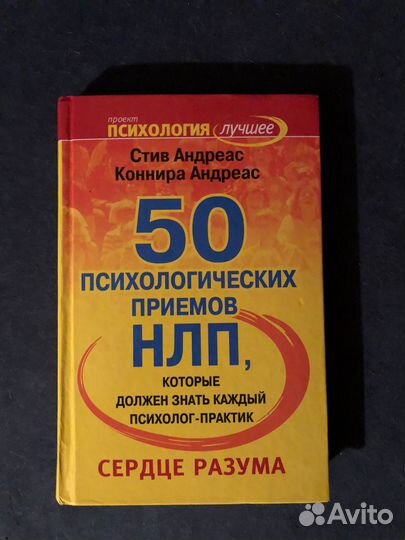 проект
ПСИХОЛОГИЯ лучшее
Стив Андреас
Коннира Андреас
50
ПСИХОЛОГИЧЕСКИХ
ПРИЕМОВ
НЛП,
КОТОРЫЕ
ДОЛЖЕН ЗНАТЬ КАЖДЫЙ
ПСИХОЛОГ-ПРАКТИК
СЕРДЦЕ РАЗУМА
Avito